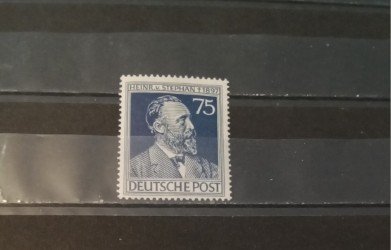 HEINR. v. STEPHAN † 1897
75
DEUTSCHE POST